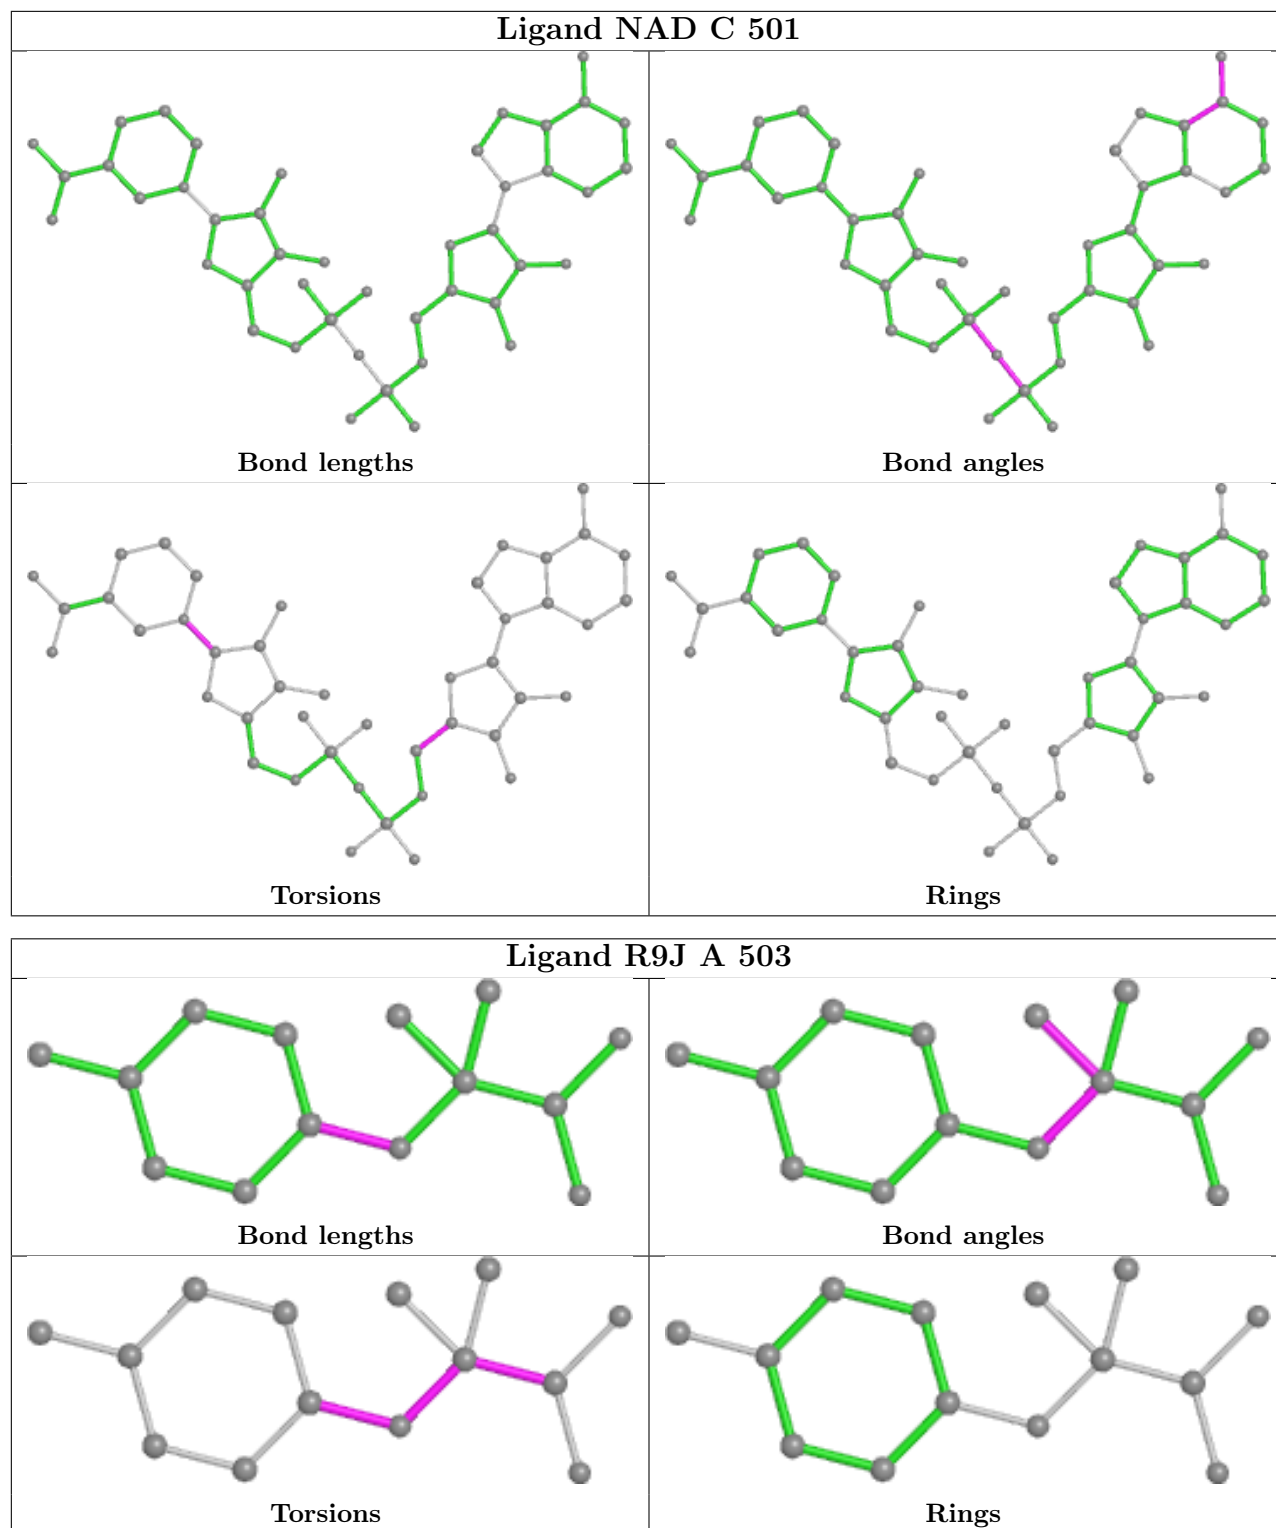 Ligand NAD C 501
Bond lengths
Bond angles
Torsions
Rings
Ligand R9J A 503
Bond lengths
Bond angles
Torsions
Rings